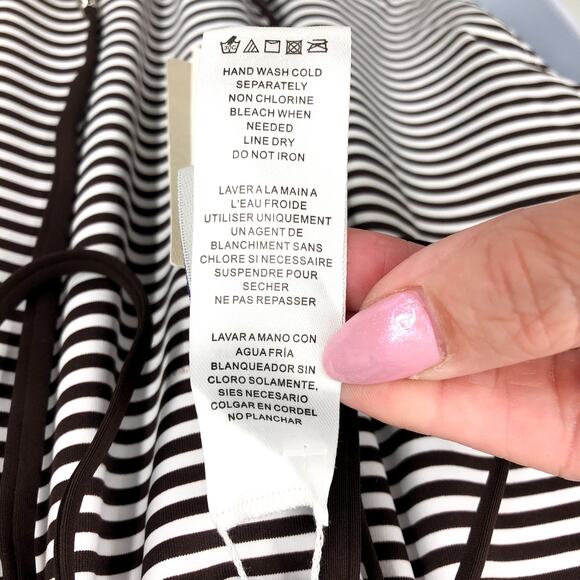 HAND WASH COLD
SEPARATELY
NON CHLORINE
BLEACH WHEN
NEEDED
LINE DRY
DO NOT IRON
LAVER A LA MAIN A
L'EAU FROIDE
UTILISER UNIQUEMENT
UN AGENT DE
BLANCHIMENT SANS
CHLORE SI NECESSAIRE
SUSPENDRE POUR
SECHER
NE PAS REPASSER
LAVAR A MANO CON
AGUA FRÍA
BLANQUEADOR SIN
CLORO SOLAMENTE,
SIES NECESARIO
COLGAR EN CORDEL
NO PLANCHAR